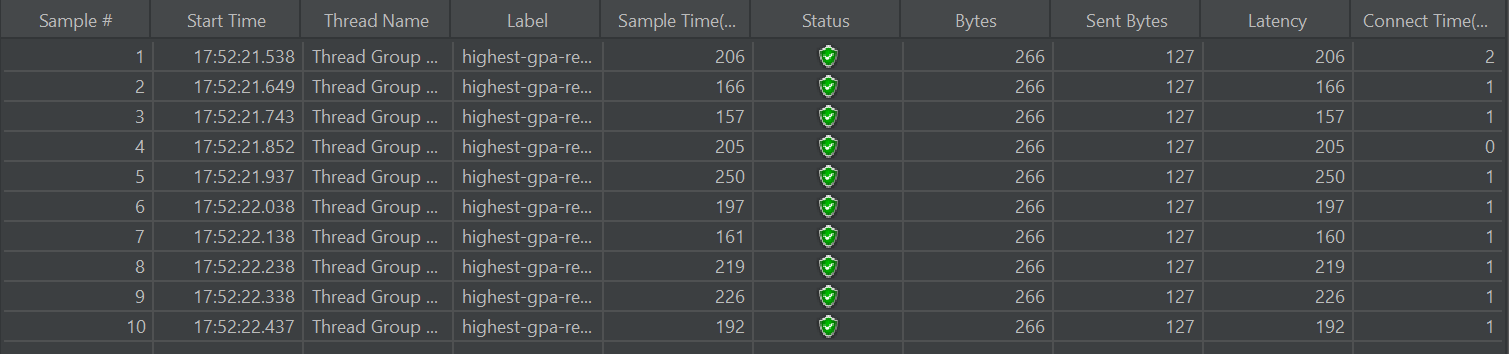 Sample # Start Time Thread Name Label Sample Time(... Status Bytes Sent Bytes Latency Connect Time(...
1 17:52:21.538 Thread Group ... highest-gpa-re... 206 266 127 206 2
2 17:52:21.649 Thread Group ... highest-gpa-re... 166 266 127 166 1
3 17:52:21.743 Thread Group ... highest-gpa-re... 157 266 127 157 1
4 17:52:21.852 Thread Group ... highest-gpa-re... 205 266 127 205 0
5 17:52:21.937 Thread Group ... highest-gpa-re... 250 266 127 250 1
6 17:52:22.038 Thread Group ... highest-gpa-re... 197 266 127 197 1
7 17:52:22.138 Thread Group ... highest-gpa-re... 161 266 127 160 1
8 17:52:22.238 Thread Group ... highest-gpa-re... 219 266 127 219 1
9 17:52:22.338 Thread Group ... highest-gpa-re... 226 266 127 226 1
10 17:52:22.437 Thread Group ... highest-gpa-re... 192 266 127 192 1